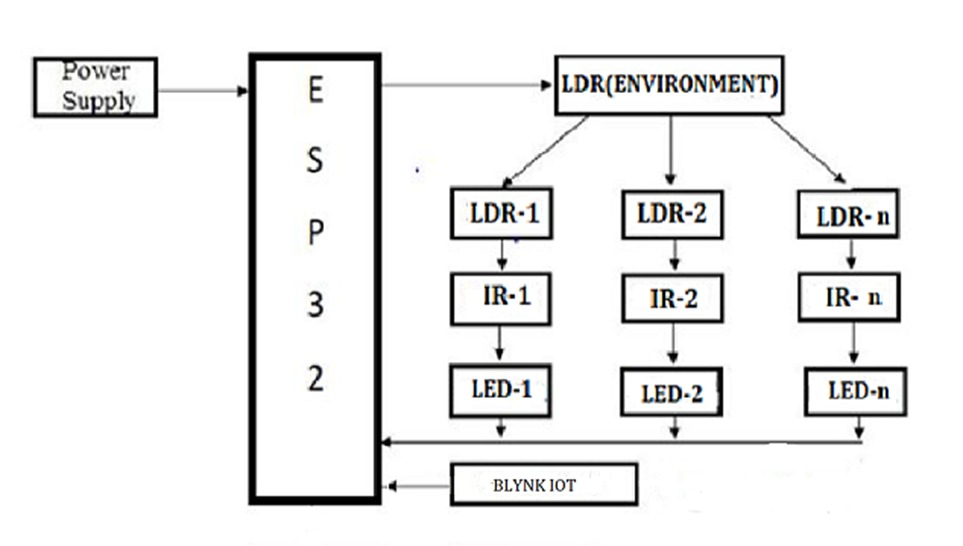 Power
Supply
E
S
P
3
2
LDR(ENVIRONMENT)
LDR-1
LDR-2
LDR- n
IR-1
IR-2
IR- n
LED-1
LED-2
LED-n
BLYNK IOT